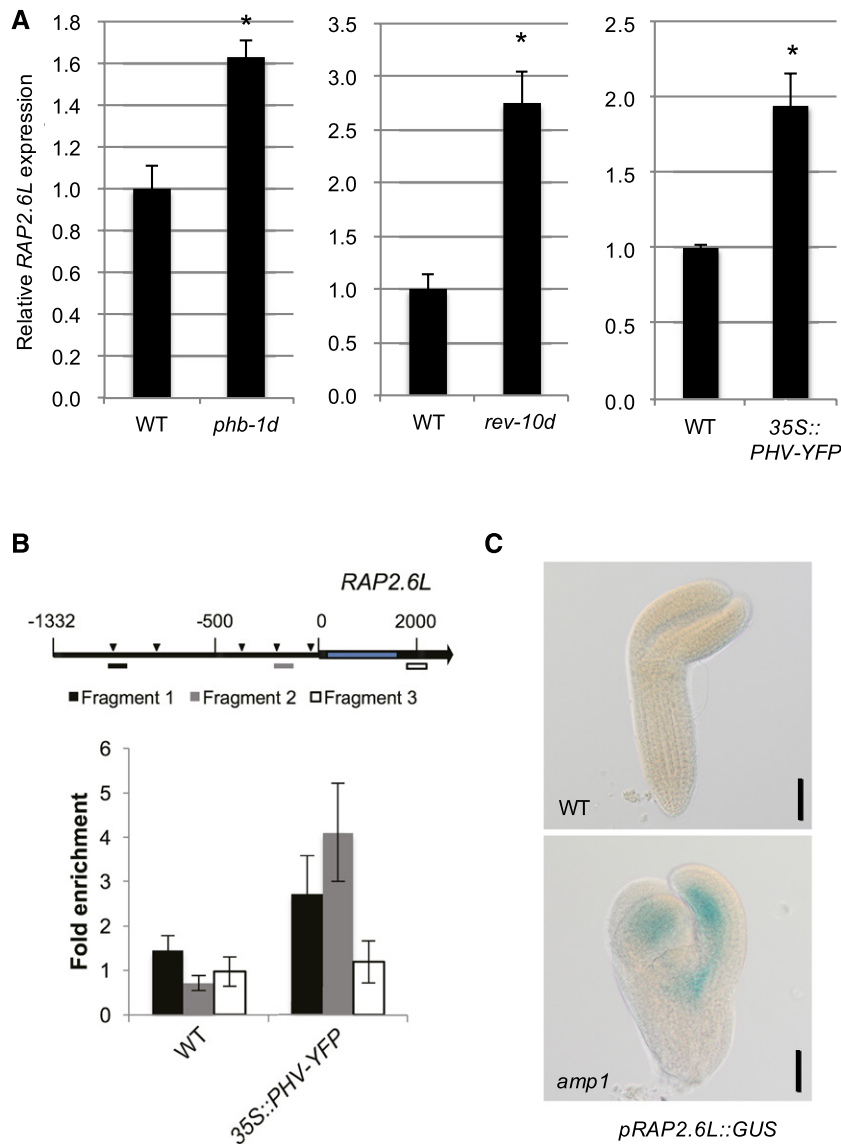 A
Relative RAP2.6L expression
1.8
1.6
1.4
1.2
1.0
0.8
0.6
0.4
0.2
0.0
*
WT
phb-1d
3.5
3.0
2.5
2.0
1.5
1.0
0.5
0.0
*
WT
rev-10d
2.5
2.0
1.5
1.0
0.5
0.0
*
WT
35S::
PHV-YFP
B
RAP2.6L
-1332 -500 0 2000
Fragment 1 Fragment 2 Fragment 3
Fold enrichment
6
5
4
3
2
1
0
WT
35S::PHV-YFP
C
WT
amp1
pRAP2.6L::GUS